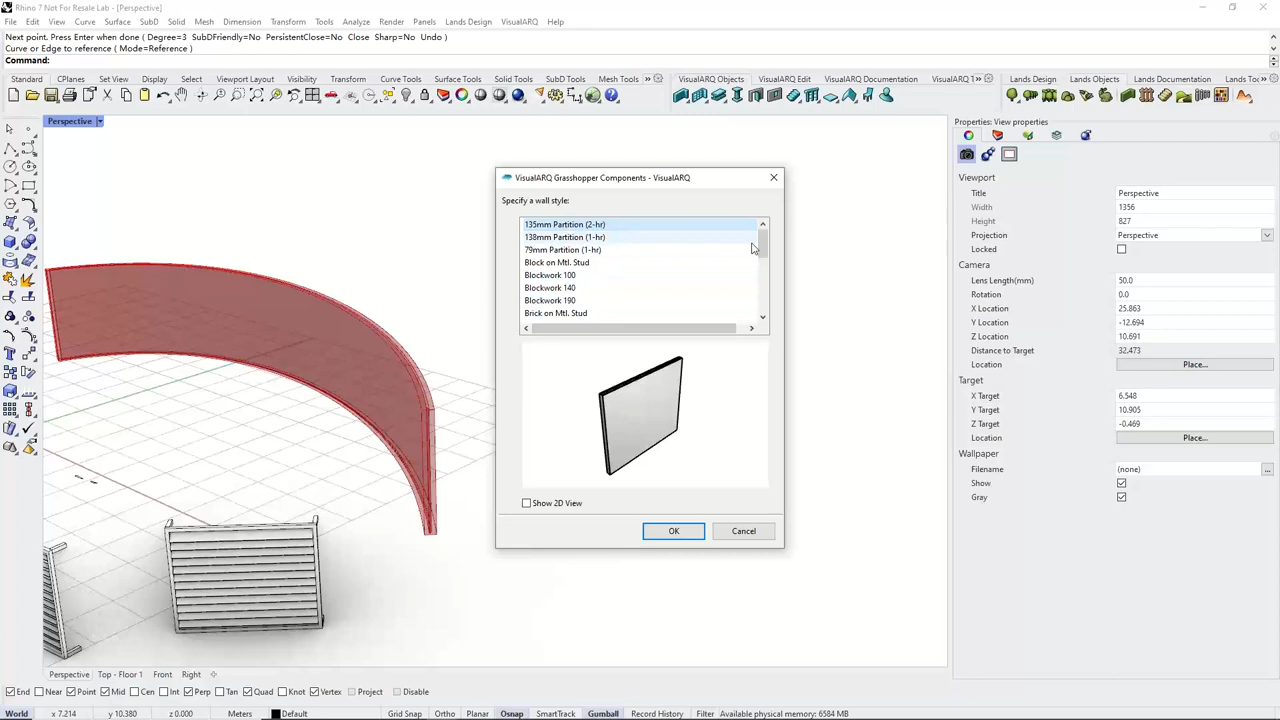 Rhino 7 Not For Resale Lab - [Perspective]
File Edit View Curve Surface SubD Solid Mesh Dimension Transform Tools Analyze Render Panels Lands Design VisualARQ Help
Next point. Press Enter when done ( Degree=3 SubDFriendly=No PersistentClose=No Close Sharp=No Undo )
Curve or Edge to reference ( Mode=Reference )
Command:
Standard CPlanes Set View Display Select Viewport Layout Visibility Transform Curve Tools Surface Tools Solid Tools SubD Tools Mesh Tools » VisualARQ Objects VisualARQ Edit VisualARQ Documentation VisualARQ T » Lands Design Lands Objects Lands Documentation Lands Toc »
Perspective
Properties: View properties
Viewport
Title Perspective
Width 1356
Height 827
Projection Perspective
Locked
Camera
Lens Length(mm) 50.0
Rotation 0.0
X Location 25.863
Y Location -12.694
Z Location 10.691
Distance to Target 32.473
Location Place...
Target
X Target 6.548
Y Target 10.905
Z Target -0.469
Location Place...
Wallpaper
Filename (none) ...
Show
Gray
VisualARQ Grasshopper Components - VisualARQ
Specify a wall style:
135mm Partition (2-hr)
138mm Partition (1-hr)
79mm Partition (1-hr)
Block on Mtl. Stud
Blockwork 100
Blockwork 140
Blockwork 190
Brick on Mtl. Stud
Show 2D View
OK Cancel
Perspective Top - Floor 1 Front Right
End Near Point Mid Cen Int Perp Tan Quad Knot Vertex Project Disable
World x 7.214 y 10.380 z 0.000 Meters Default Grid Snap Ortho Planar Osnap SmartTrack Gumball Record History Filter Available physical memory: 6584 MB